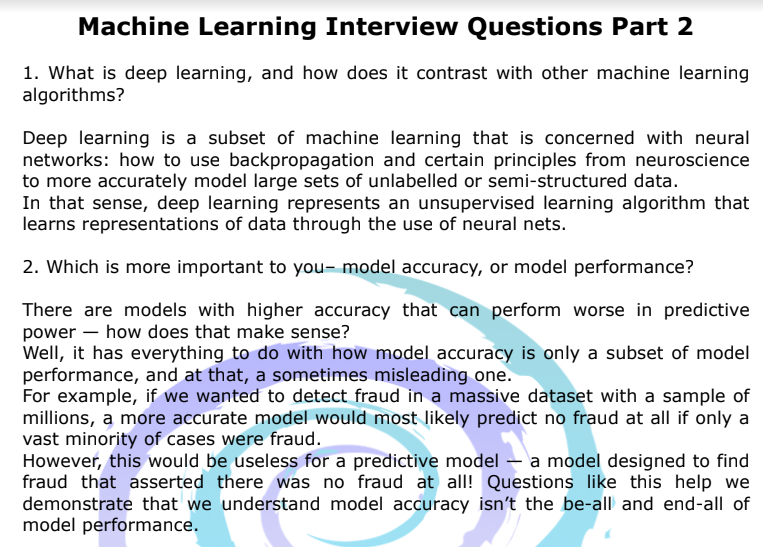 Machine Learning Interview Questions Part 2
1. What is deep learning, and how does it contrast with other machine learning
algorithms?
Deep learning is a subset of machine learning that is concerned with neural
networks: how to use backpropagation and certain principles from neuroscience
to more accurately model large sets of unlabelled or semi-structured data.
In that sense, deep learning represents an unsupervised learning algorithm that
learns representations of data through the use of neural nets.
2. Which is more important to you– model accuracy, or model performance?
There are models with higher accuracy that can perform worse in predictive
power — how does that make sense?
Well, it has everything to do with how model accuracy is only a subset of model
performance, and at that, a sometimes misleading one.
For example, if we wanted to detect fraud in a massive dataset with a sample of
millions, a more accurate model would most likely predict no fraud at all if only a
vast minority of cases were fraud.
However, this would be useless for a predictive model — a model designed to find
fraud that asserted there was no fraud at all! Questions like this help we
demonstrate that we understand model accuracy isn’t the be-all and end-all of
model performance.